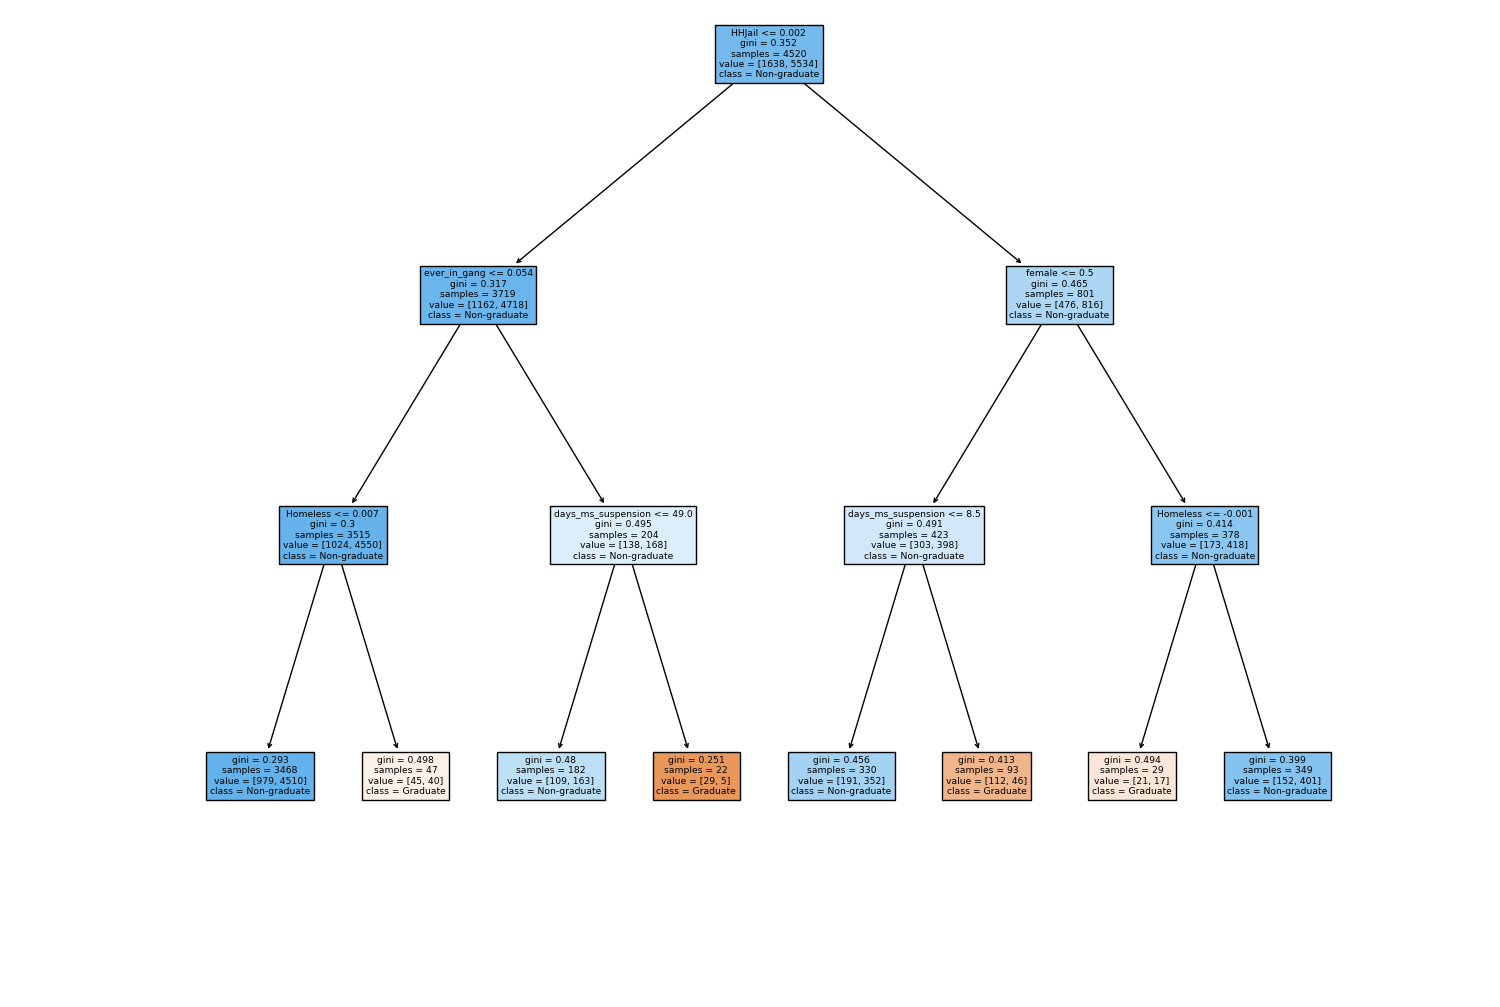 HHJail <= 0.002
gini = 0.352
samples = 4520
value = [1638, 5534]
class = Non-graduate
ever_in_gang <= 0.054
gini = 0.317
samples = 3719
value = [1162, 4718]
class = Non-graduate
female <= 0.5
gini = 0.465
samples = 801
value = [476, 816]
class = Non-graduate
Homeless <= 0.007
gini = 0.3
samples = 3515
value = [1024, 4550]
class = Non-graduate
days_ms_suspension <= 49.0
gini = 0.495
samples = 204
value = [138, 168]
class = Non-graduate
days_ms_suspension <= 8.5
gini = 0.491
samples = 423
value = [303, 398]
class = Non-graduate
Homeless <= -0.001
gini = 0.414
samples = 378
value = [173, 418]
class = Non-graduate
gini = 0.293
samples = 3468
value = [979, 4510]
class = Non-graduate
gini = 0.498
samples = 47
value = [45, 40]
class = Graduate
gini = 0.48
samples = 182
value = [109, 163]
class = Non-graduate
gini = 0.251
samples = 22
value = [29, 5]
class = Graduate
gini = 0.456
samples = 330
value = [191, 352]
class = Non-graduate
gini = 0.413
samples = 93
value = [112, 46]
class = Graduate
gini = 0.494
samples = 29
value = [21, 17]
class = Graduate
gini = 0.399
samples = 349
value = [152, 401]
class = Non-graduate